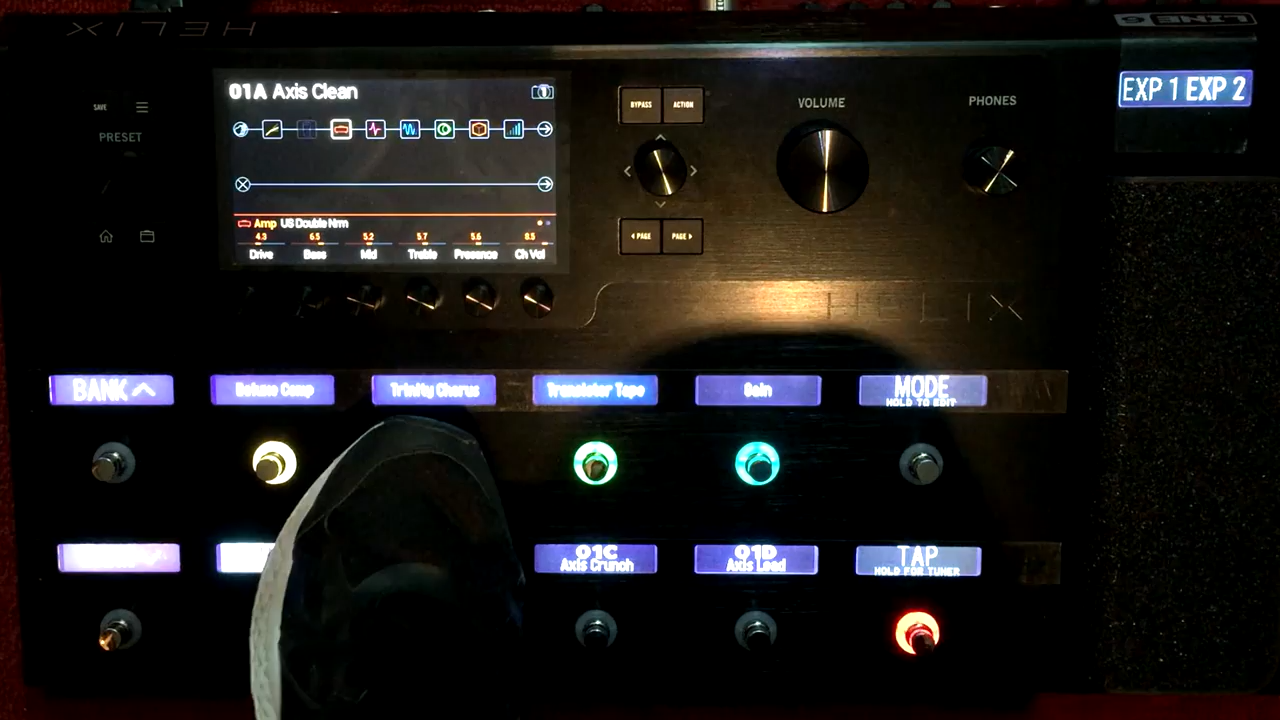 HELIX
LINE 6
01A Axis Clean
SAVE
PRESET
BYPASS
ACTION
VOLUME
PHONES
EXP 1 EXP 2
Amp US Double Nrm
4.3 6.5 5.2 5.7 5.6 8.5
Drive Bass Mid Treble Presence Ch Vol
PAGE
PAGE
HELIX
BANK
Deluxe Comp
Trinity Chorus
Transistor Tape
Gain
MODE
HOLD TO EDIT
01C
Axis Crunch
01D
Axis Lead
TAP
HOLD FOR TUNER